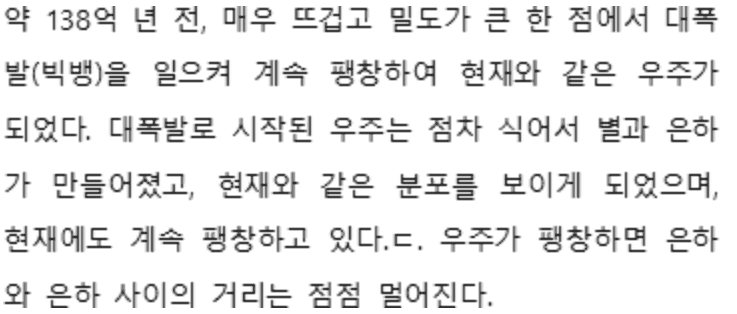 약 138억 년 전, 매우 뜨겁고 밀도가 큰 한 점에서 대폭
발(빅뱅)을 일으켜 계속 팽창하여 현재와 같은 우주가
되었다. 대폭발로 시작된 우주는 점차 식어서 별과 은하
가 만들어졌고, 현재와 같은 분포를 보이게 되었으며,
현재에도 계속 팽창하고 있다.ㄷ. 우주가 팽창하면 은하
와 은하 사이의 거리는 점점 멀어진다.